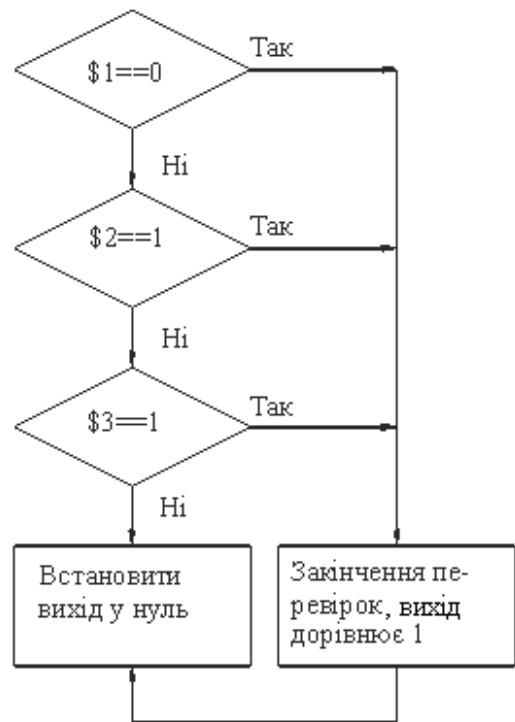 Так
$1==0
Ні
Так
$2==1
Ні
Так
$3==1
Ні
Встановити
вихід у нуль
Закінчення пе-
ревірок, вихід
дорівнює 1